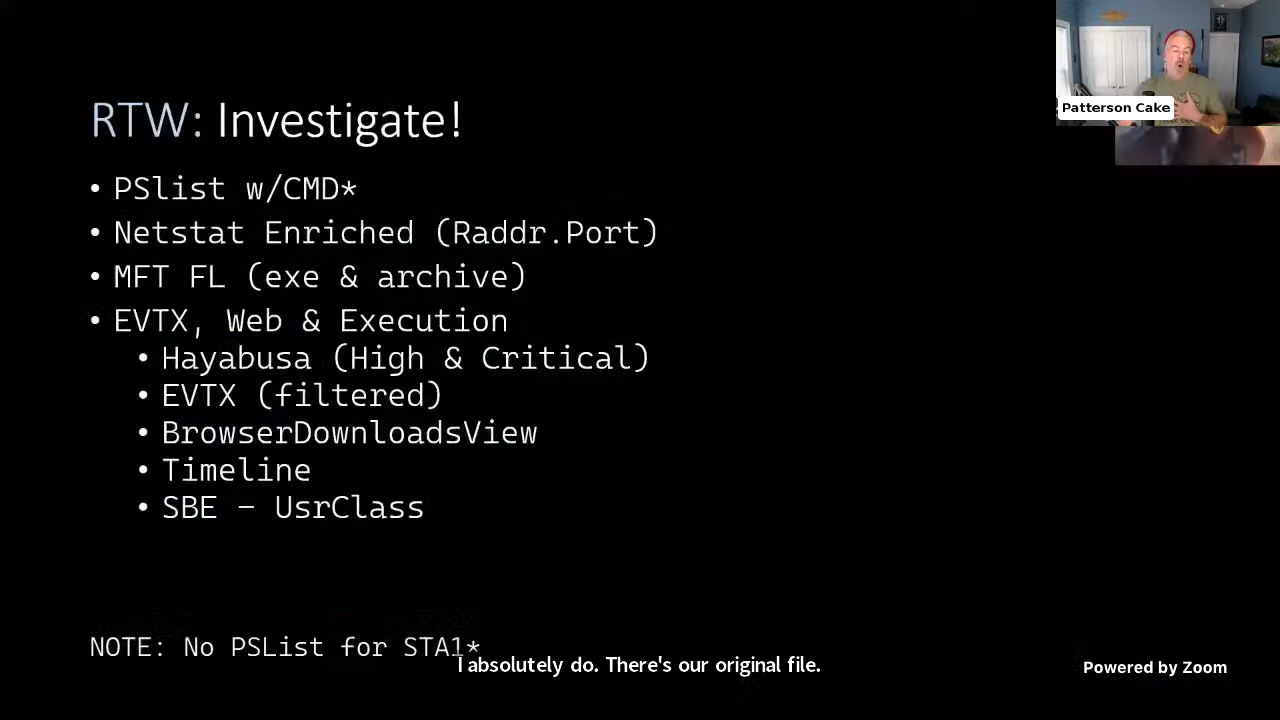 Patterson Cake
RTW: Investigate!
• PSlist w/CMD*
• Netstat Enriched (Raddr.Port)
• MFT FL (exe & archive)
• EVTX, Web & Execution
• Hayabusa (High & Critical)
• EVTX (filtered)
• BrowserDownloadsView
• Timeline
• SBE – UsrClass
NOTE: No PSList for STA1*
I absolutely do. There's our original file.
Powered by Zoom